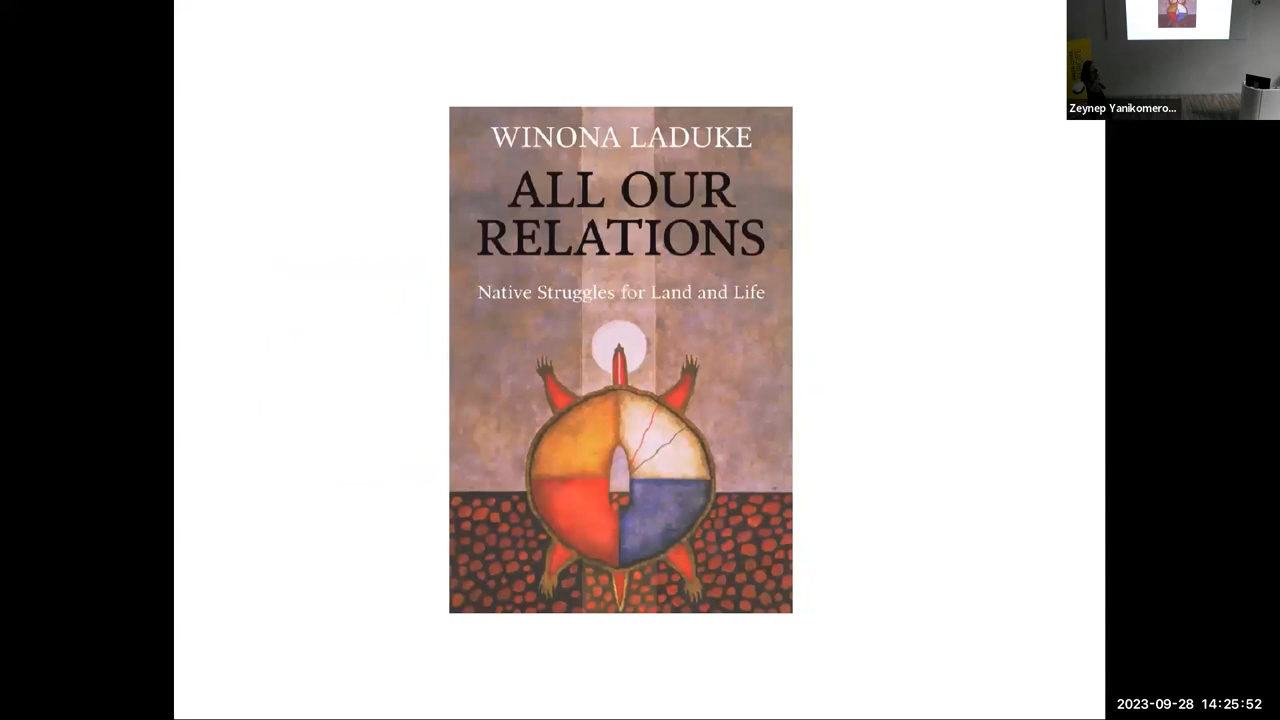 WINONA LADUKE
ALL OUR
RELATIONS
Native Struggles for Land and Life
Zeynep Yanikomero...
2023-09-28 14:25:52